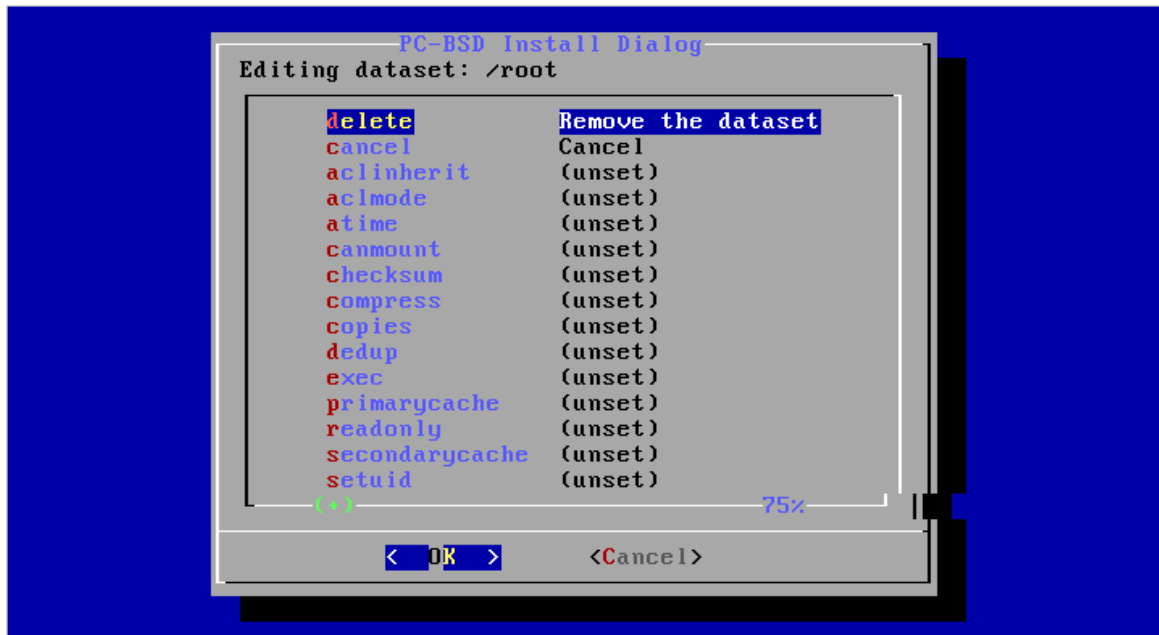 PC-BSD Install Dialog
Editing dataset: /root
delete Remove the dataset
cancel Cancel
aclinherit (unset)
aclmode (unset)
atime (unset)
canmount (unset)
checksum (unset)
compress (unset)
copies (unset)
dedup (unset)
exec (unset)
primarycache (unset)
readonly (unset)
secondarycache (unset)
setuid (unset)
(+) 75%
< OK > <Cancel>